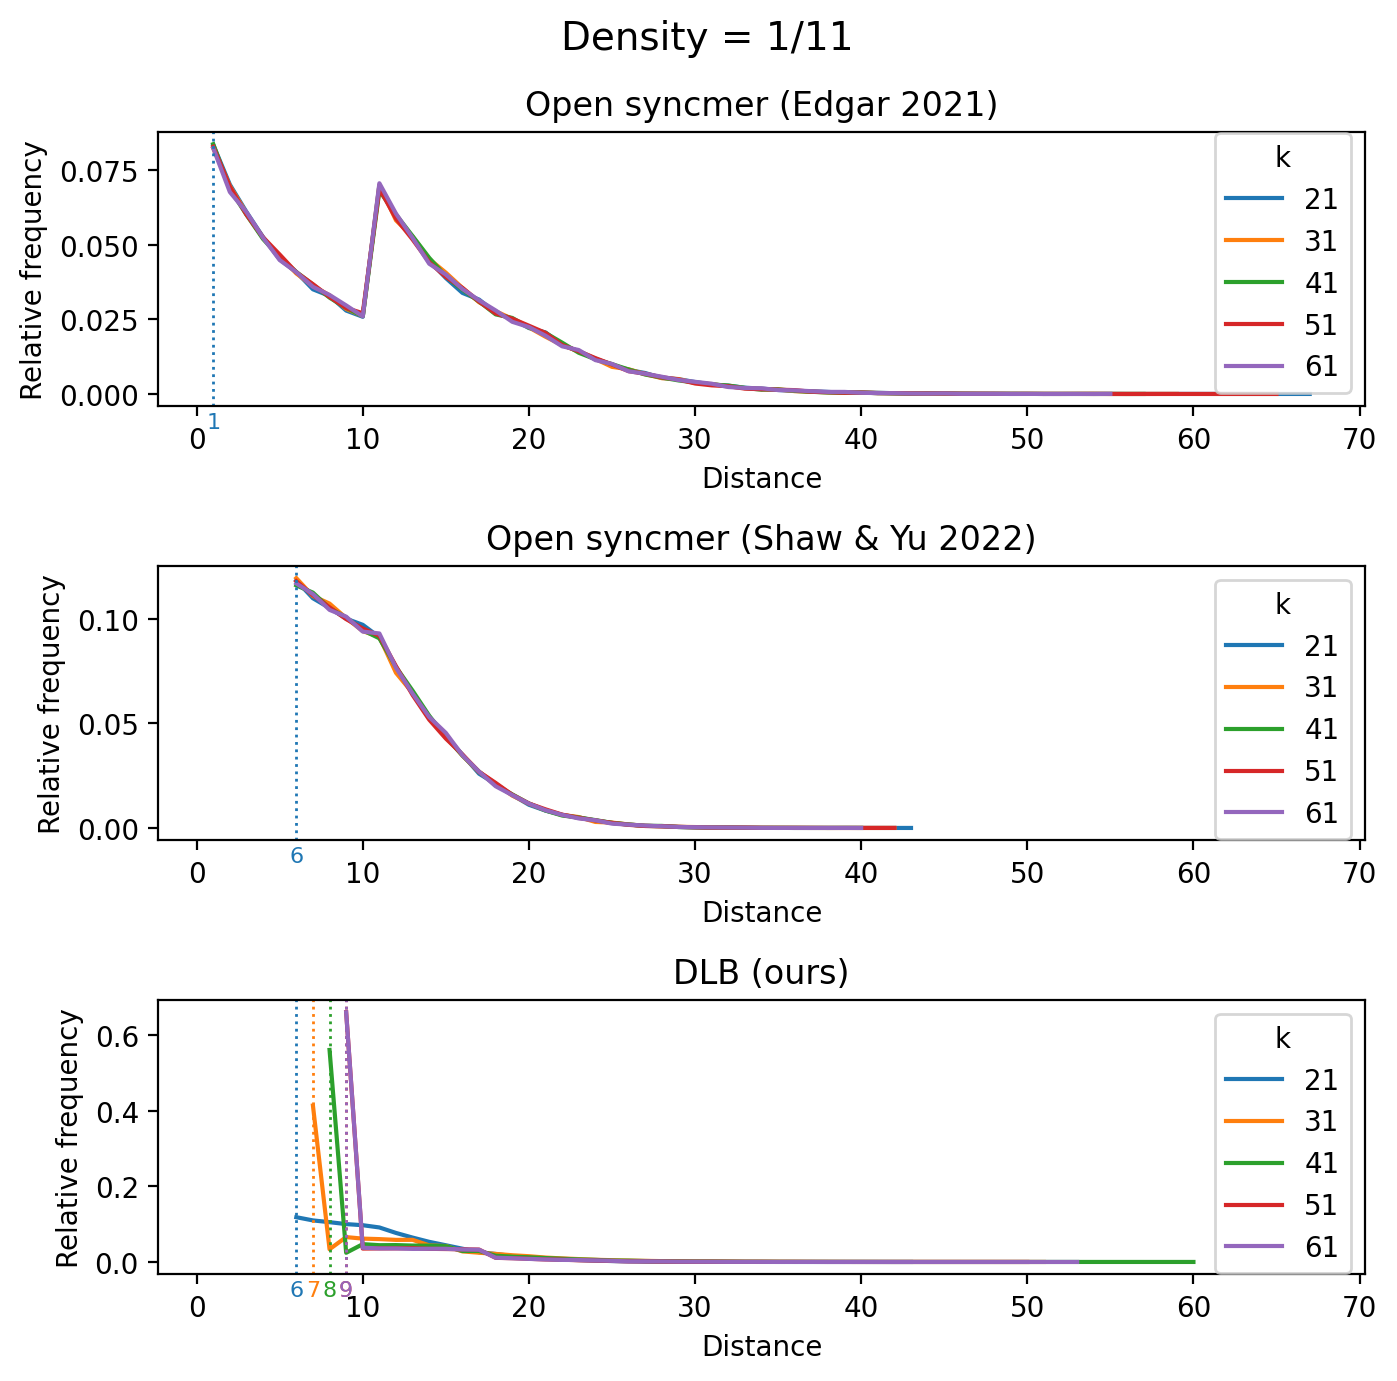 Density = 1/11
Open syncmer (Edgar 2021)
Relative frequency
0.075
0.050
0.025
0.000
k
21
31
41
51
61
1
0 10 20 30 40 50 60 70
Distance
Open syncmer (Shaw & Yu 2022)
Relative frequency
0.10
0.05
0.00
k
21
31
41
51
61
6
0 10 20 30 40 50 60 70
Distance
DLB (ours)
Relative frequency
0.6
0.4
0.2
0.0
k
21
31
41
51
61
6 7 8 9
0 10 20 30 40 50 60 70
Distance